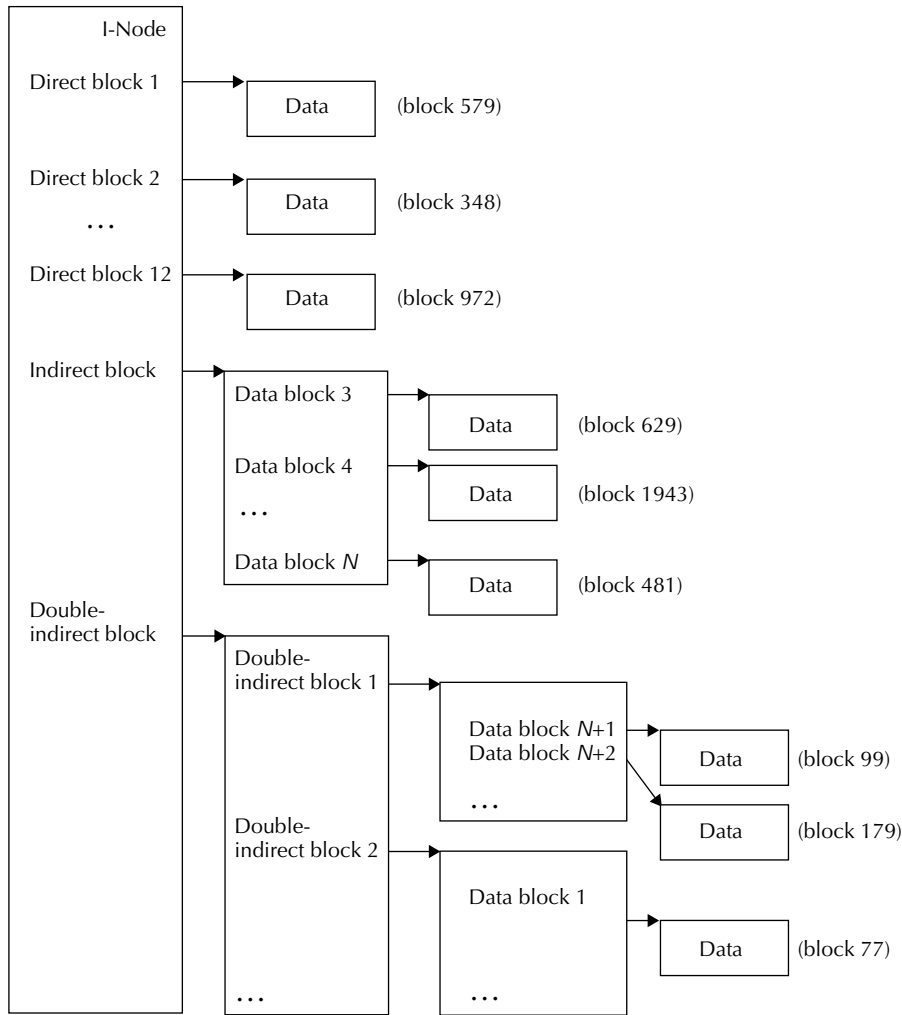 I-Node
Direct block 1
Data
(block 579)
Direct block 2
Data
(block 348)
...
Direct block 12
Data
(block 972)
Indirect block
Data block 3
Data
(block 629)
Data block 4
Data
(block 1943)
...
Data block N
Data
(block 481)
Double-
indirect block
Double-
indirect block 1
Data block N+1
Data block N+2
...
Data
(block 99)
Data
(block 179)
Double-
indirect block 2
Data block 1
Data
(block 77)
...
...